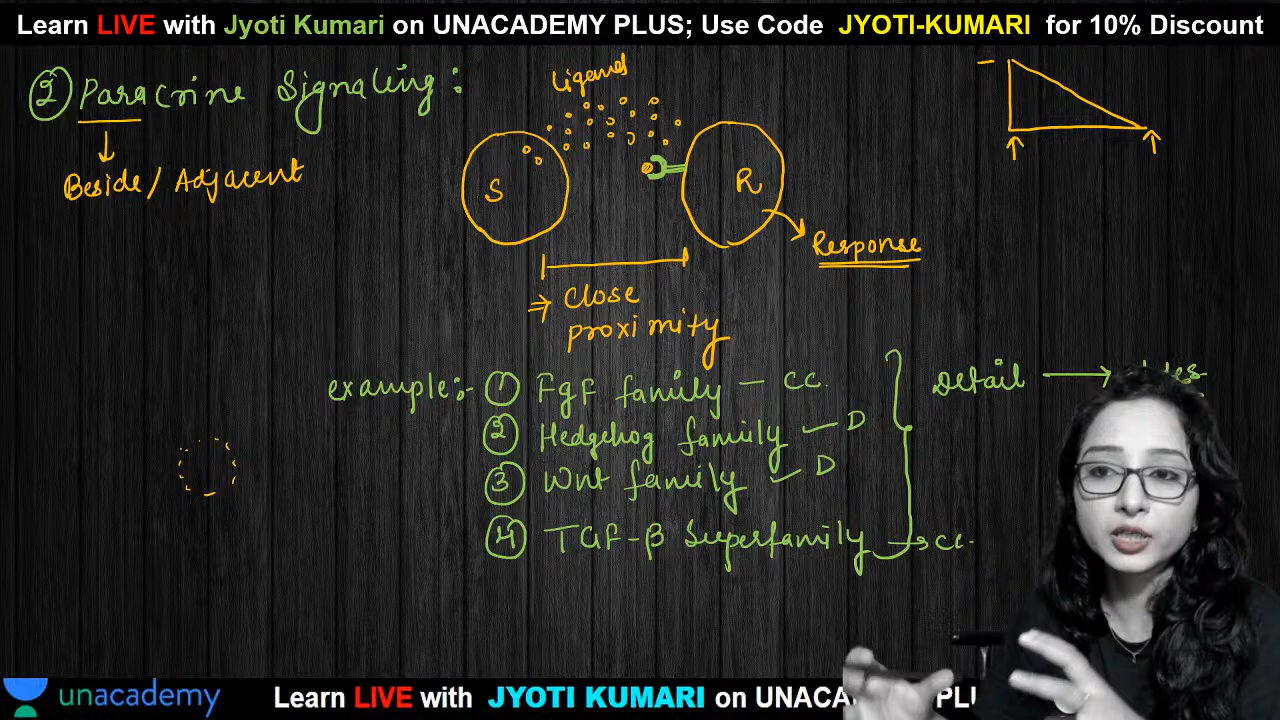 Learn LIVE with Jyoti Kumari on UNACADEMY PLUS; Use Code JYOTI-KUMARI for 10% Discount
② Paracrine Signaling:
Beside / Adjacent
Ligand
S
R
Response
⇒ Close
proximity
example:- ① FgF family - CC.
② Hedgehog family - D
③ Wnt family - D
④ TGF-β Superfamily → CC.
Detail →
unacademy
Learn LIVE with JYOTI KUMARI on UNACA PLU